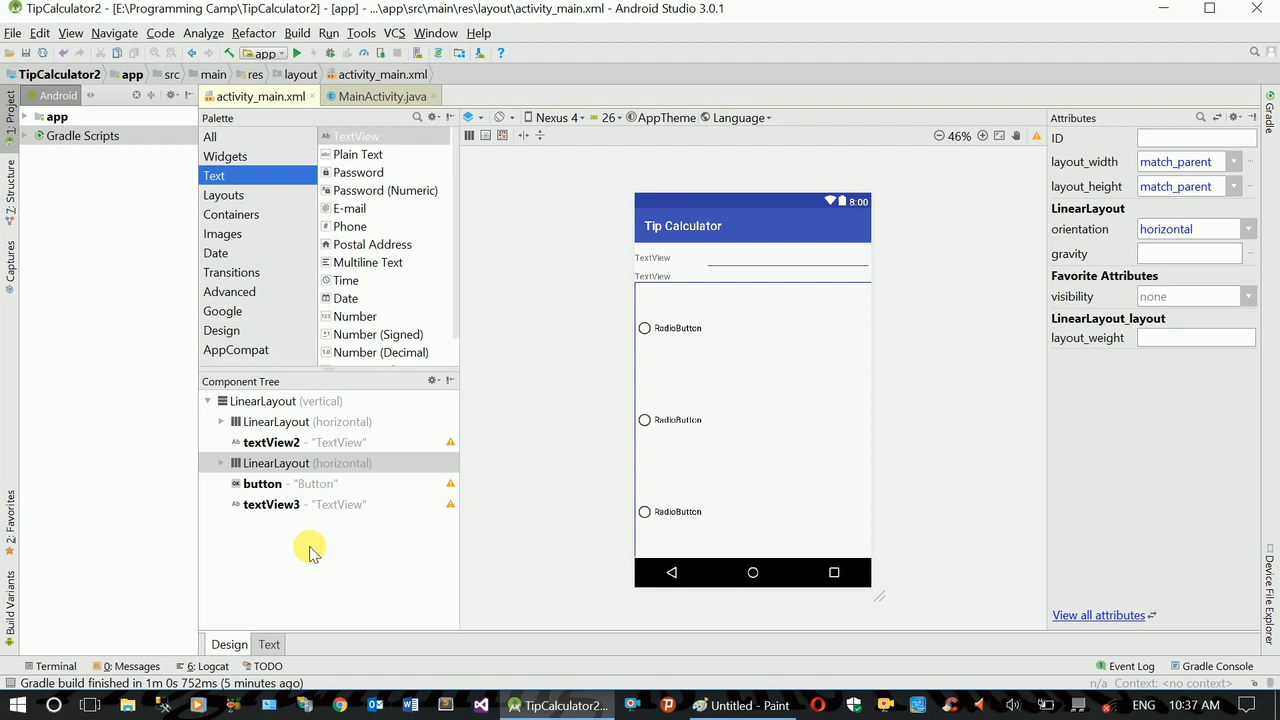 TipCalculator2 - [E:\Programming Camp\TipCalculator2] - [app] - ...\app\src\main\res\layout\activity_main.xml - Android Studio 3.0.1
File Edit View Navigate Code Analyze Refactor Build Run Tools VCS Window Help
app
TipCalculator2 app src main res layout activity_main.xml
Android
activity_main.xml
MainActivity.java
1: Project
7: Structure
Captures
2: Favorites
Build Variants
app
Gradle Scripts
Palette
All
Widgets
Text
Layouts
Containers
Images
Date
Transitions
Advanced
Google
Design
AppCompat
Ab TextView
Plain Text
Password
Password (Numeric)
E-mail
Phone
Postal Address
Multiline Text
Time
Date
Number
Number (Signed)
Number (Decimal)
Component Tree
LinearLayout (vertical)
LinearLayout (horizontal)
Ab textView2 - "TextView"
LinearLayout (horizontal)
OK button - "Button"
Ab textView3 - "TextView"
Design Text
Nexus 4 26 AppTheme Language
46%
8:00
Tip Calculator
TextView
TextView
RadioButton
RadioButton
RadioButton
Attributes
ID
layout_width match_parent
layout_height match_parent
LinearLayout
orientation horizontal
gravity
Favorite Attributes
visibility none
LinearLayout_layout
layout_weight
View all attributes
Gradle
Device File Explorer
Terminal 0: Messages 6: Logcat TODO Event Log Gradle Console
Gradle build finished in 1m 0s 752ms (5 minutes ago) n/a Context: <no context>
TipCalculator2... Untitled - Paint ENG 10:37 AM